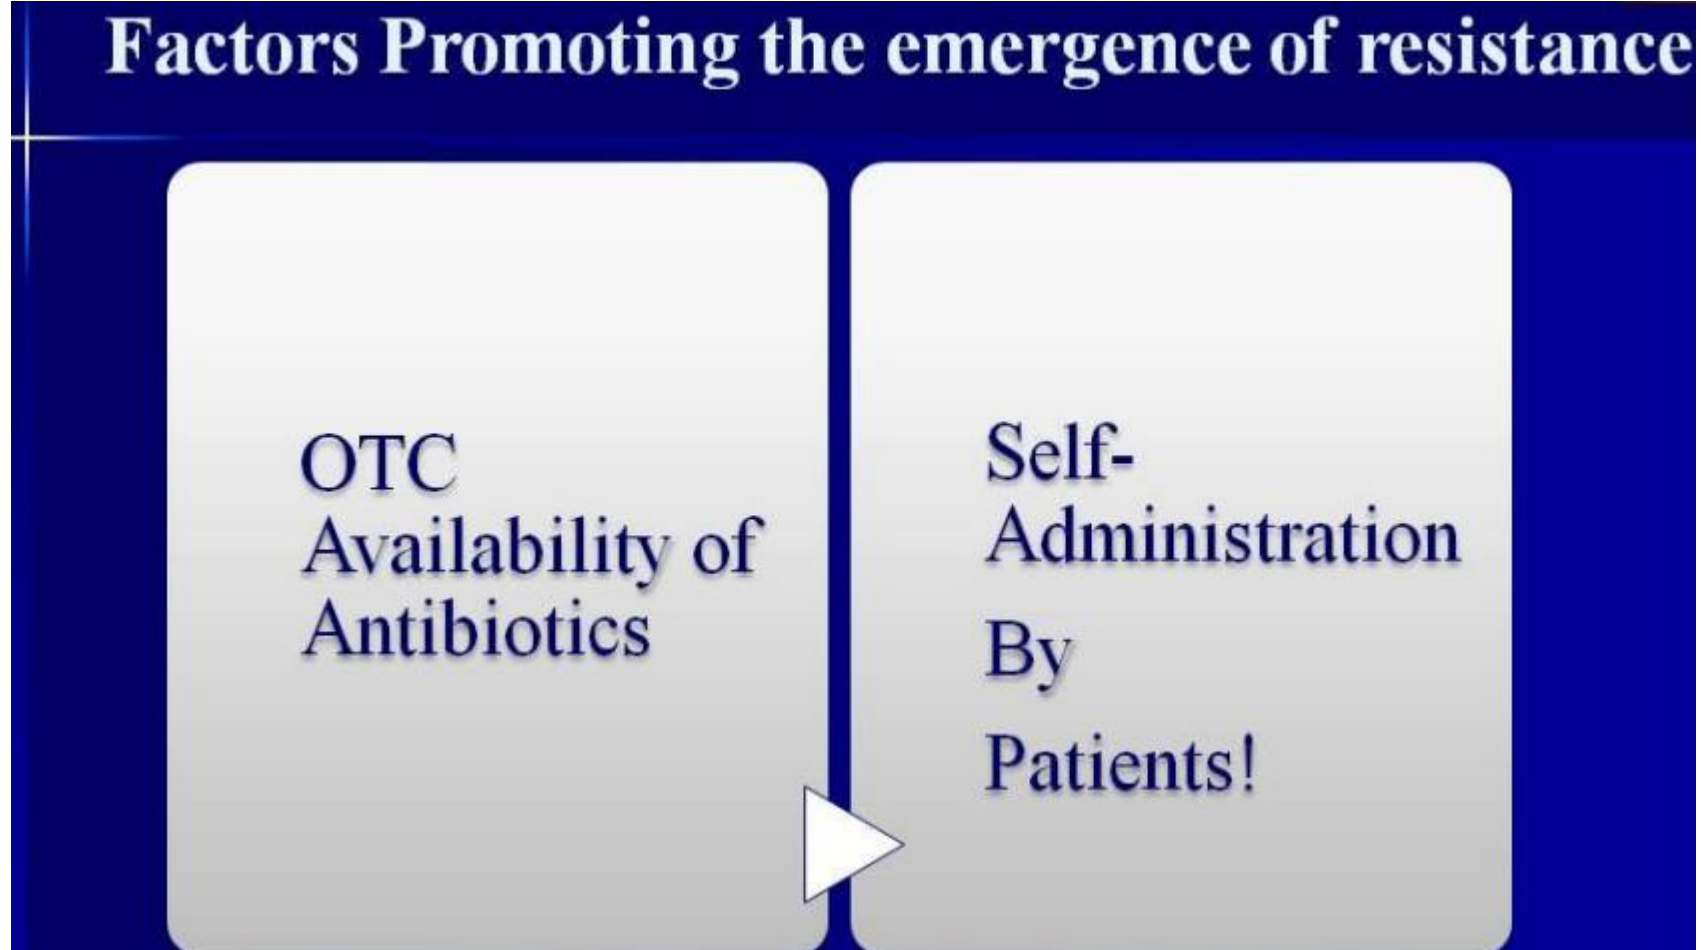 Factors Promoting the emergence of resistance
OTC
Availability of
Antibiotics
Self-
Administration
By
Patients!